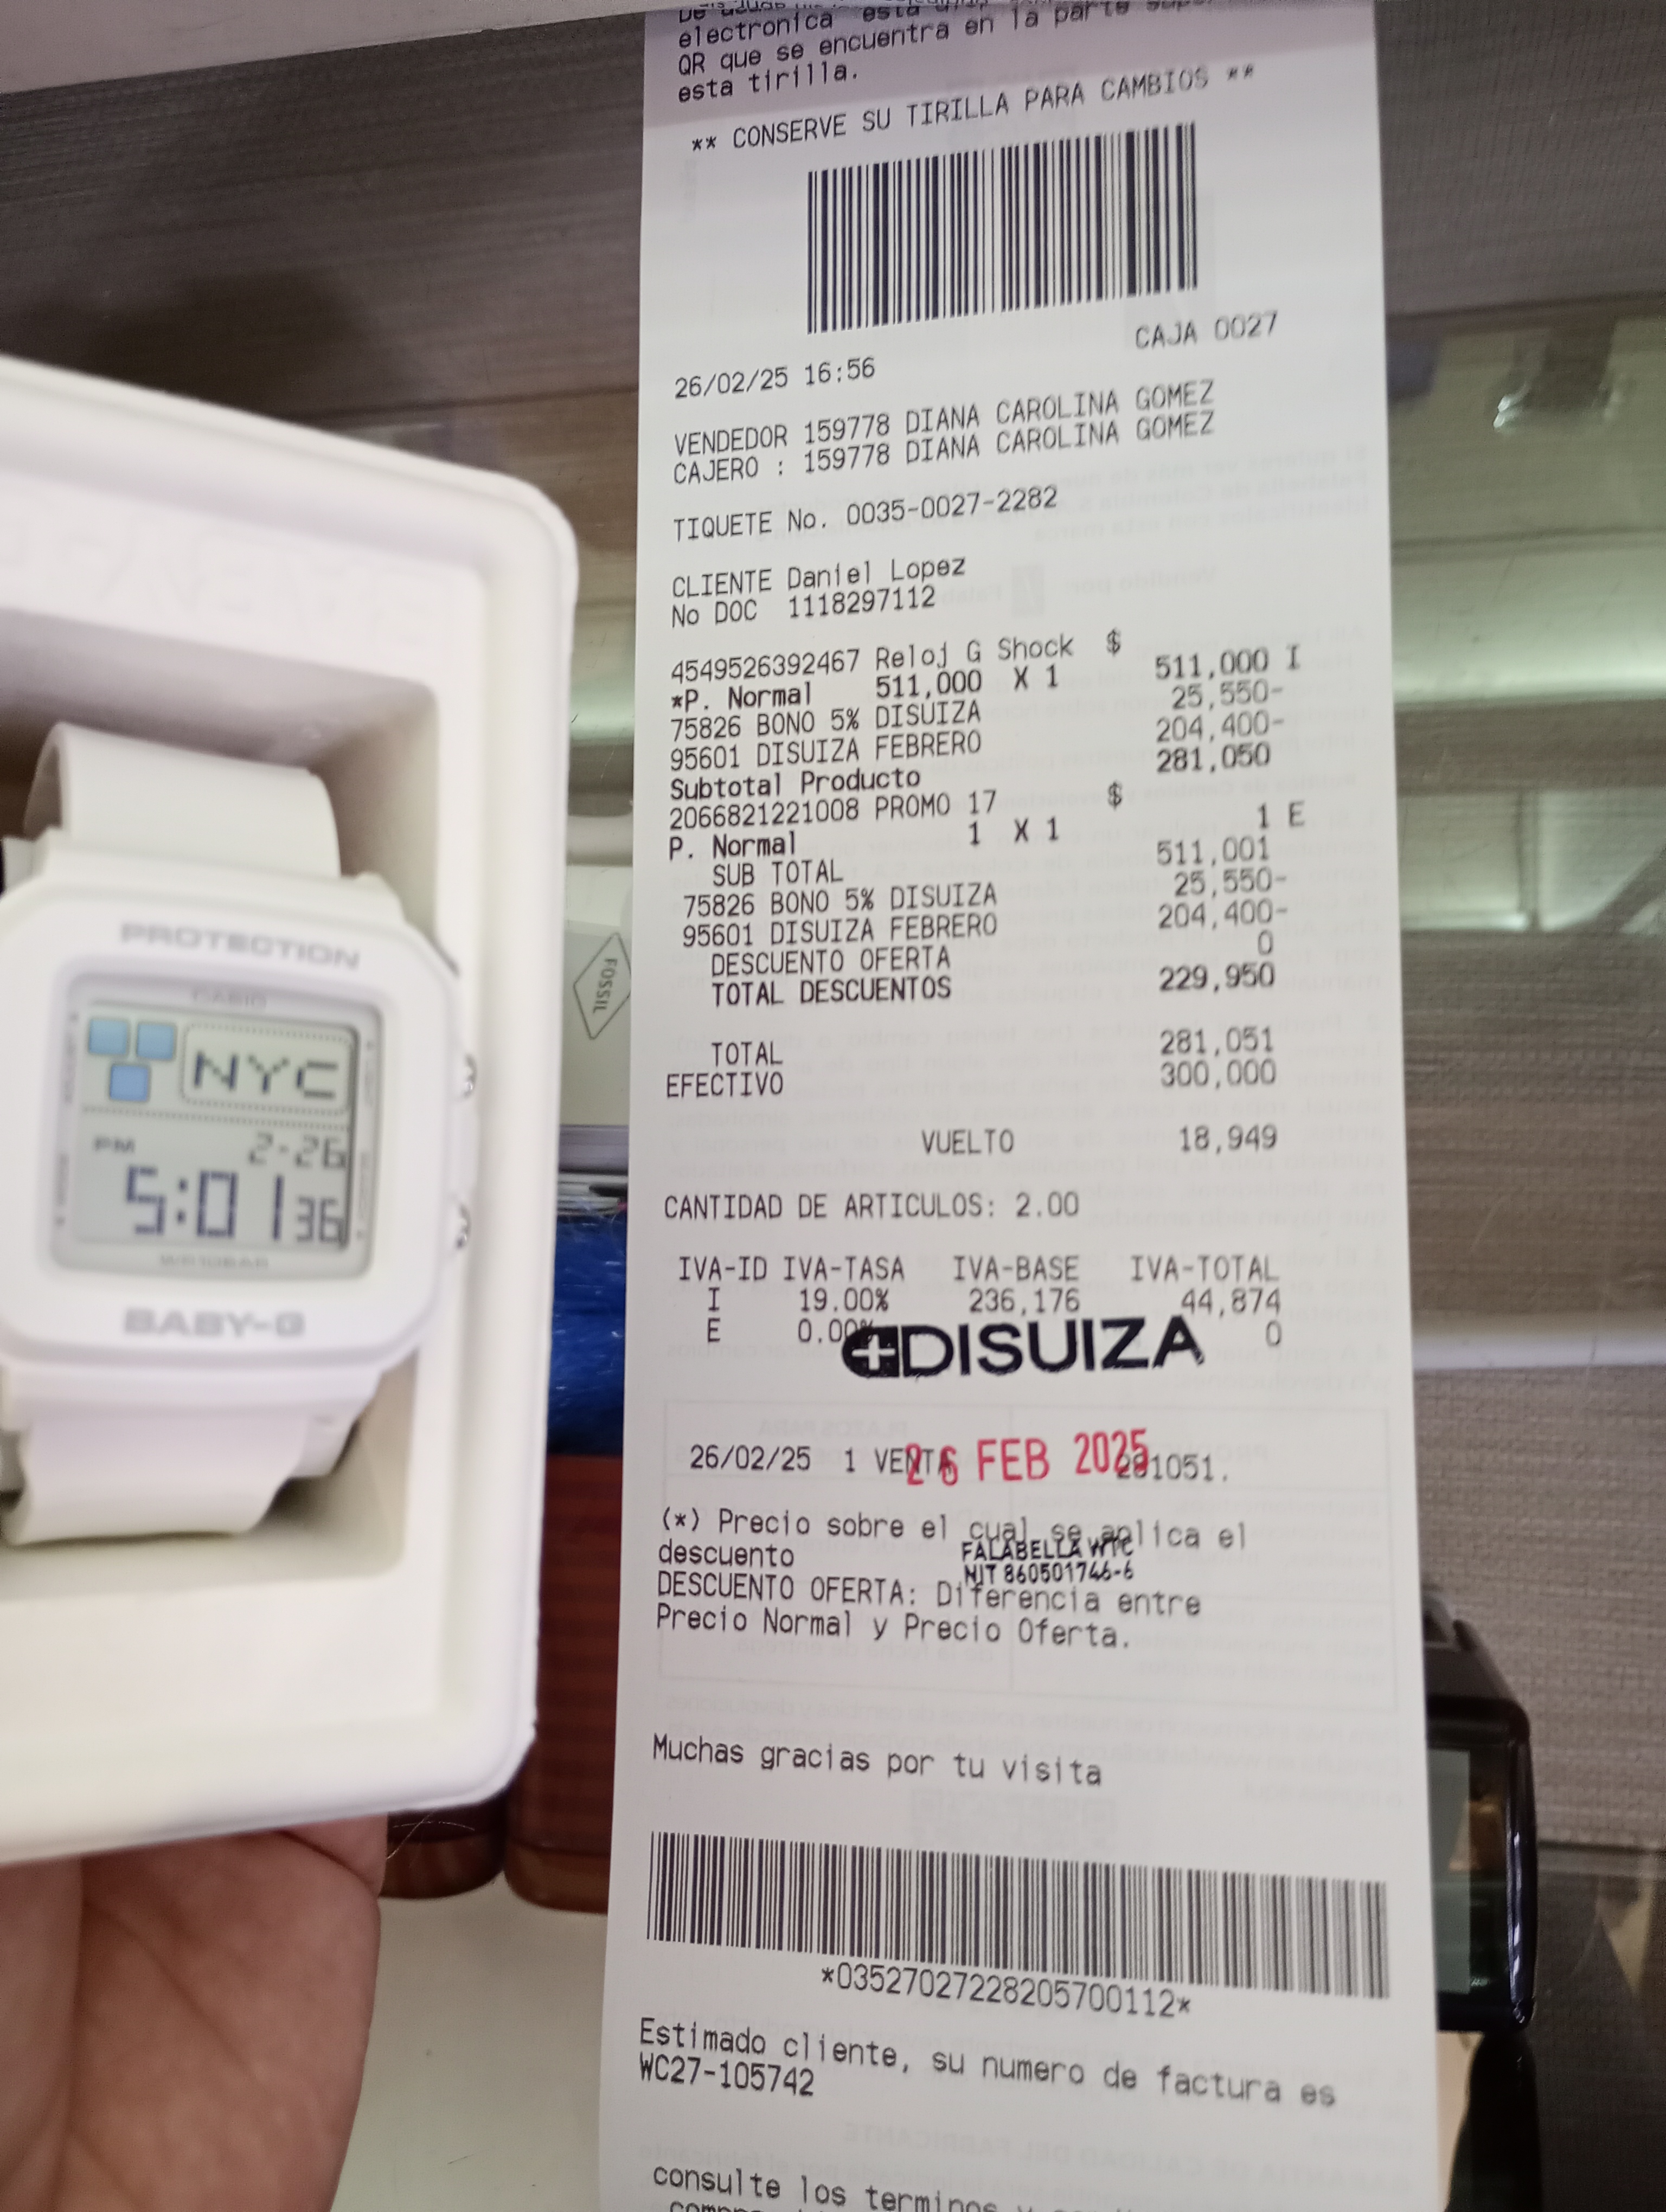 electronica esta
QR que se encuentra en la parte
esta tirilla.
** CONSERVE SU TIRILLA PARA CAMBIOS **
CAJA 0027
26/02/25 16:56
VENDEDOR 159778 DIANA CAROLINA GOMEZ
CAJERO : 159778 DIANA CAROLINA GOMEZ
TIQUETE No. 0035-0027-2282
CLIENTE Daniel Lopez
No DOC 1118297112
4549526392467 Reloj G Shock $ 511,000 I
*P. Normal 511,000 X 1
75826 BONO 5% DISUIZA 25,550-
95601 DISUIZA FEBRERO 204,400-
Subtotal Producto 281,050
2066821221008 PROMO 17 $ 1 E
P. Normal 1 X 1
SUB TOTAL 511,001
75826 BONO 5% DISUIZA 25,550-
95601 DISUIZA FEBRERO 204,400-
DESCUENTO OFERTA 0
TOTAL DESCUENTOS 229,950
TOTAL 281,051
EFECTIVO 300,000
VUELTO 18,949
CANTIDAD DE ARTICULOS: 2.00
IVA-ID IVA-TASA IVA-BASE IVA-TOTAL
I 19.00% 236,176 44,874
E 0.00% 0
DISUIZA
26/02/25 1 VENTA 281051.
26 FEB 2025
(*) Precio sobre el cual se aplica el
descuento
FALABELLA WTC
NIT 860501746-6
DESCUENTO OFERTA: Diferencia entre
Precio Normal y Precio Oferta.
Muchas gracias por tu visita
*03527027228205700112*
Estimado cliente, su numero de factura es
WC27-105742
consulte los terminos y
PROTECTION
CASIO
NYC
PM 2-26
5:01 36
WR10BAR
BABY-G
FOSSIL